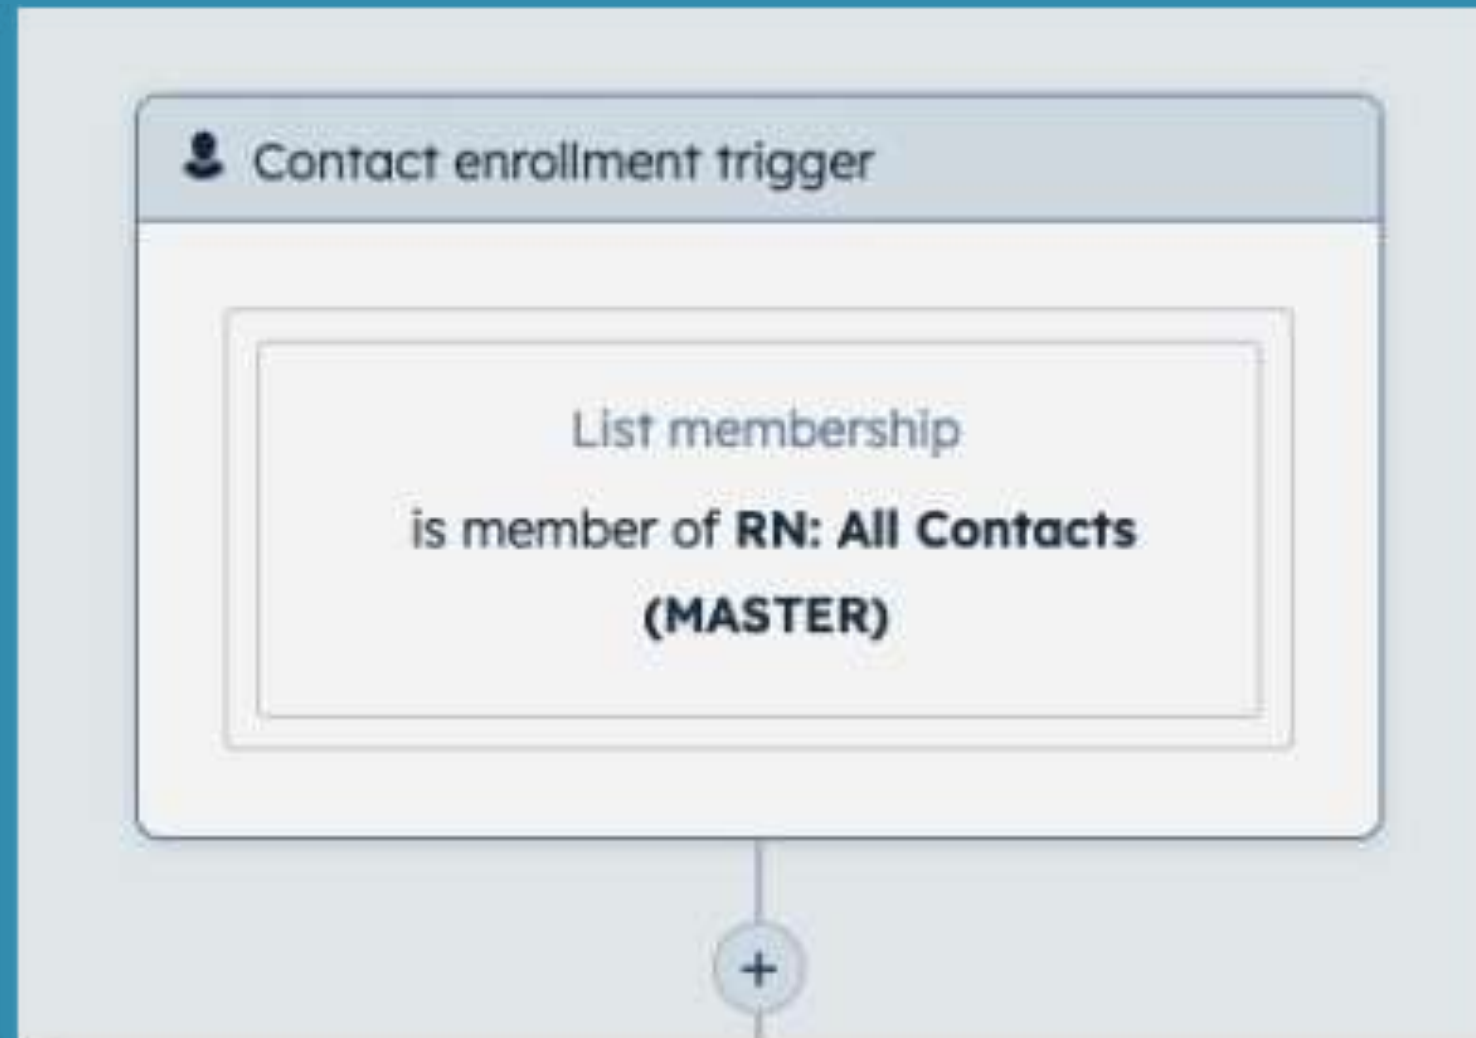 Contact enrollment trigger
List membership
is member of RN: All Contacts
(MASTER)
+